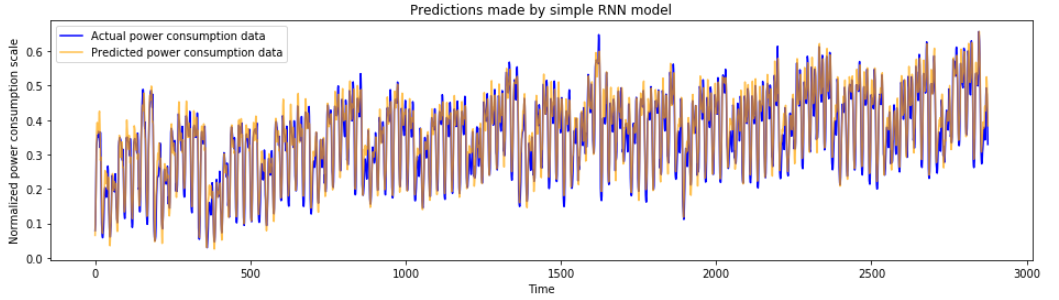 Predictions made by simple RNN model
Actual power consumption data
Predicted power consumption data
Normalized power consumption scale
0.6
0.5
0.4
0.3
0.2
0.1
0.0
0 500 1000 1500 2000 2500 3000
Time